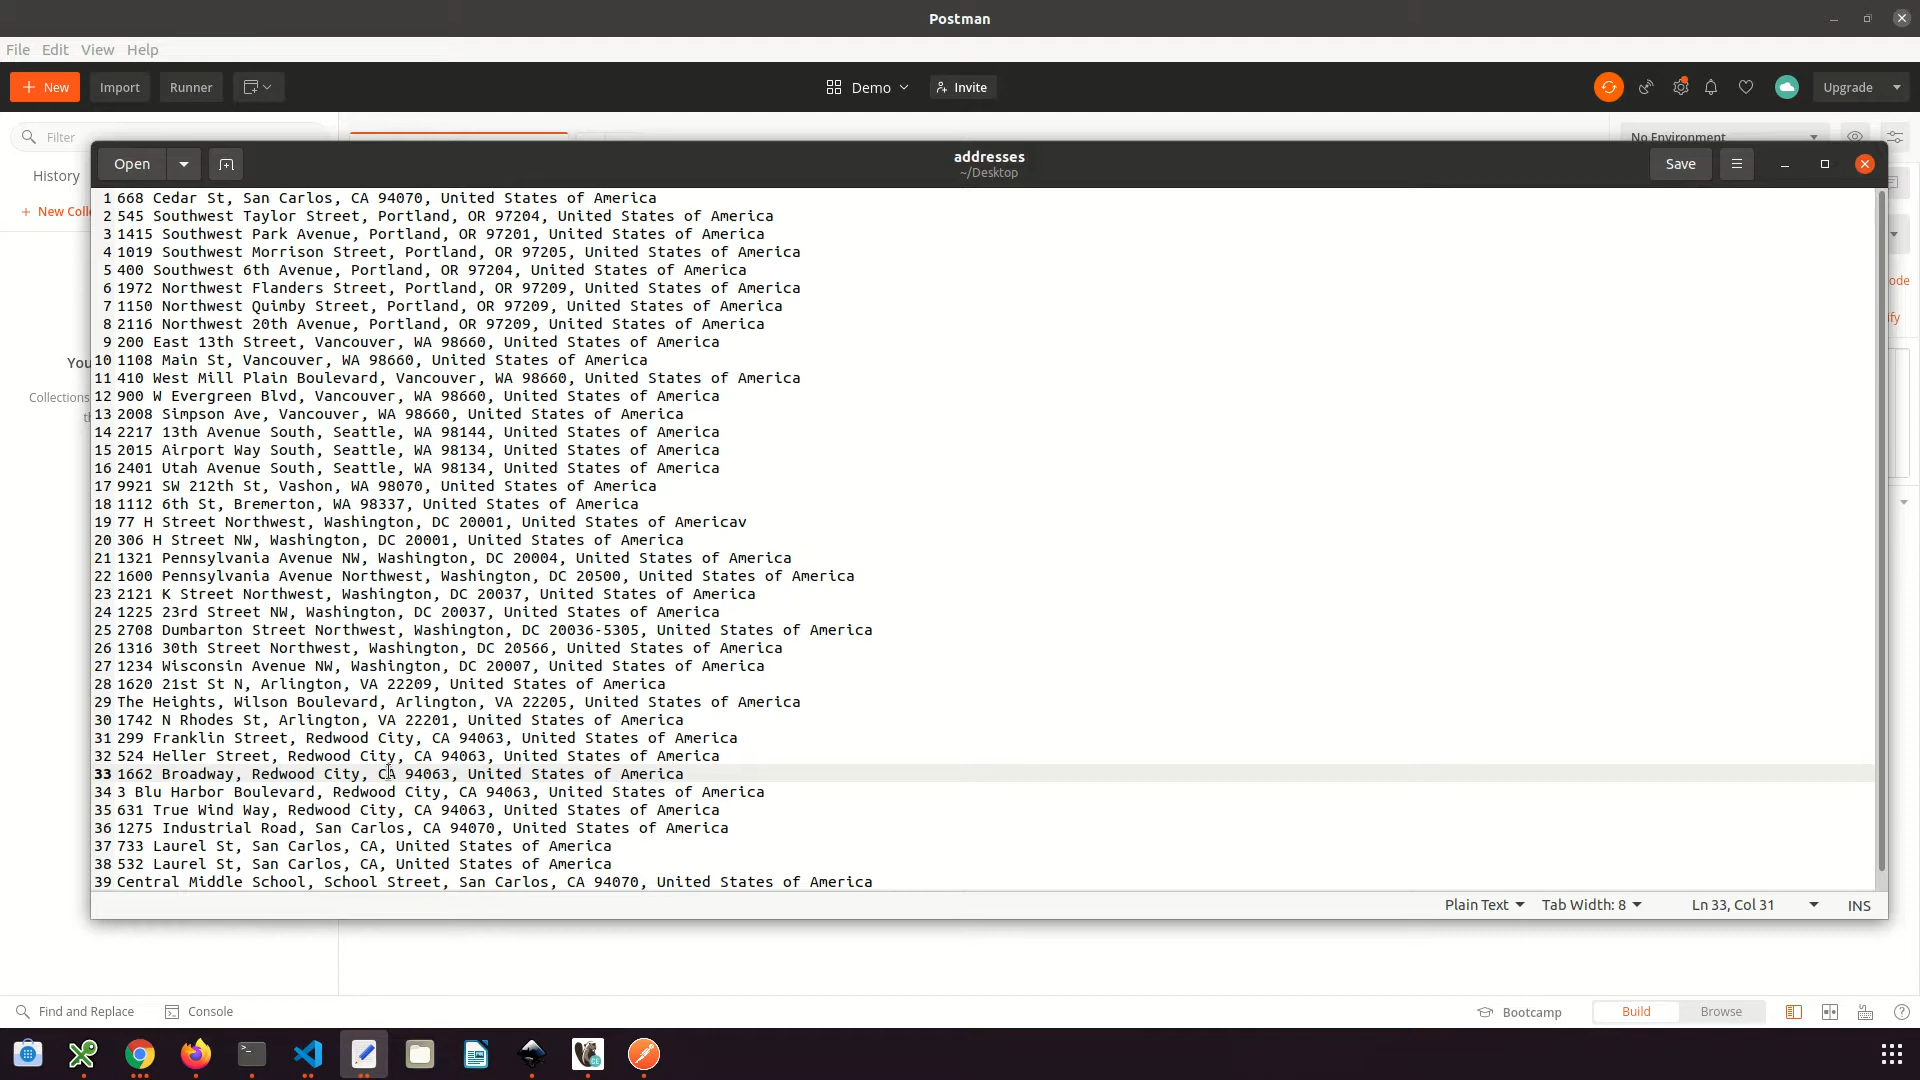 Postman
File Edit View Help
New Import Runner Demo Invite Upgrade
Filter No Environment
Open addresses Save
~/Desktop
History
New Coll
ode
ify
You
Collections
th
1 668 Cedar St, San Carlos, CA 94070, United States of America
2 545 Southwest Taylor Street, Portland, OR 97204, United States of America
3 1415 Southwest Park Avenue, Portland, OR 97201, United States of America
4 1019 Southwest Morrison Street, Portland, OR 97205, United States of America
5 400 Southwest 6th Avenue, Portland, OR 97204, United States of America
6 1972 Northwest Flanders Street, Portland, OR 97209, United States of America
7 1150 Northwest Quimby Street, Portland, OR 97209, United States of America
8 2116 Northwest 20th Avenue, Portland, OR 97209, United States of America
9 200 East 13th Street, Vancouver, WA 98660, United States of America
10 1108 Main St, Vancouver, WA 98660, United States of America
11 410 West Mill Plain Boulevard, Vancouver, WA 98660, United States of America
12 900 W Evergreen Blvd, Vancouver, WA 98660, United States of America
13 2008 Simpson Ave, Vancouver, WA 98660, United States of America
14 2217 13th Avenue South, Seattle, WA 98144, United States of America
15 2015 Airport Way South, Seattle, WA 98134, United States of America
16 2401 Utah Avenue South, Seattle, WA 98134, United States of America
17 9921 SW 212th St, Vashon, WA 98070, United States of America
18 1112 6th St, Bremerton, WA 98337, United States of America
19 77 H Street Northwest, Washington, DC 20001, United States of Americav
20 306 H Street NW, Washington, DC 20001, United States of America
21 1321 Pennsylvania Avenue NW, Washington, DC 20004, United States of America
22 1600 Pennsylvania Avenue Northwest, Washington, DC 20500, United States of America
23 2121 K Street Northwest, Washington, DC 20037, United States of America
24 1225 23rd Street NW, Washington, DC 20037, United States of America
25 2708 Dumbarton Street Northwest, Washington, DC 20036-5305, United States of America
26 1316 30th Street Northwest, Washington, DC 20566, United States of America
27 1234 Wisconsin Avenue NW, Washington, DC 20007, United States of America
28 1620 21st St N, Arlington, VA 22209, United States of America
29 The Heights, Wilson Boulevard, Arlington, VA 22205, United States of America
30 1742 N Rhodes St, Arlington, VA 22201, United States of America
31 299 Franklin Street, Redwood City, CA 94063, United States of America
32 524 Heller Street, Redwood City, CA 94063, United States of America
33 1662 Broadway, Redwood City, CA 94063, United States of America
34 3 Blu Harbor Boulevard, Redwood City, CA 94063, United States of America
35 631 True Wind Way, Redwood City, CA 94063, United States of America
36 1275 Industrial Road, San Carlos, CA 94070, United States of America
37 733 Laurel St, San Carlos, CA, United States of America
38 532 Laurel St, San Carlos, CA, United States of America
39 Central Middle School, School Street, San Carlos, CA 94070, United States of America
Plain Text Tab Width: 8 Ln 33, Col 31 INS
Find and Replace Console Bootcamp Build Browse